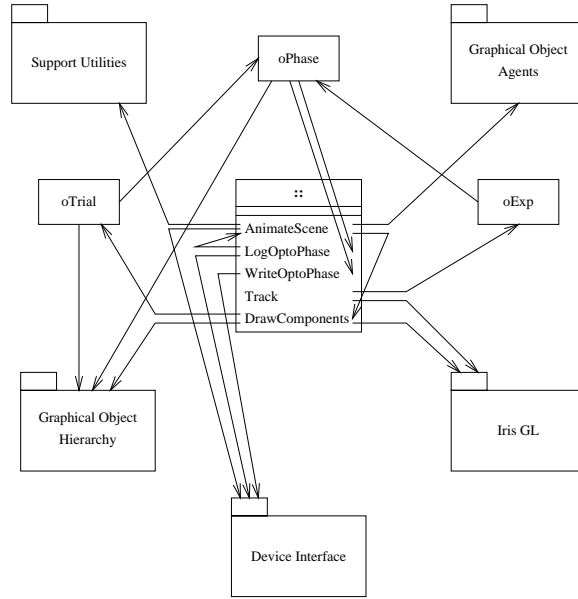 Support Utilities
oPhase
Graphical Object
Agents
oTrial
::
oExp
AnimateScene
LogOptoPhase
WriteOptoPhase
Track
DrawComponents
Graphical Object
Hierarchy
Iris GL
Device Interface